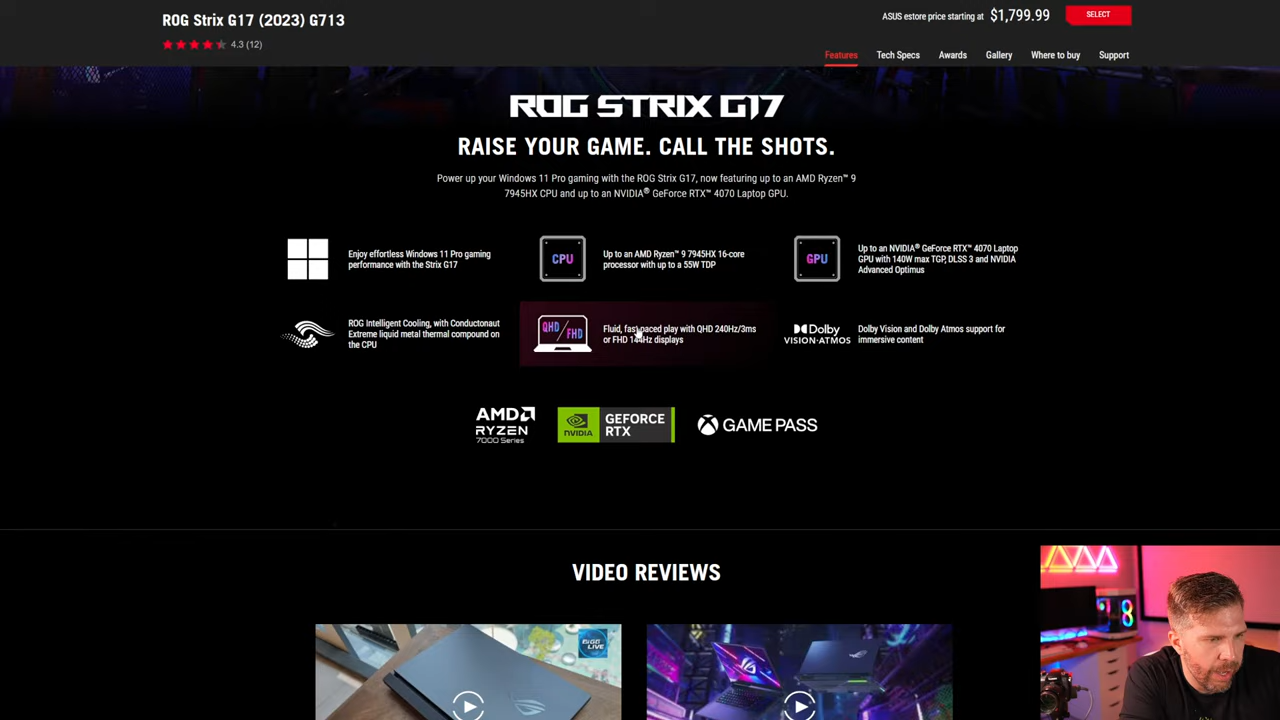 ROG Strix G17 (2023) G713
4.3 (12)
ASUS estore price starting at $1,799.99
SELECT
Features
Tech Specs
Awards
Gallery
Where to buy
Support
ROG STRIX G17
RAISE YOUR GAME. CALL THE SHOTS.
Power up your Windows 11 Pro gaming with the ROG Strix G17, now featuring up to an AMD Ryzen™ 9
7945HX CPU and up to an NVIDIA® GeForce RTX™ 4070 Laptop GPU.
Enjoy effortless Windows 11 Pro gaming
performance with the Strix G17
CPU
Up to an AMD Ryzen™ 9 7945HX 16-core
processor with up to a 55W TDP
GPU
Up to an NVIDIA® GeForce RTX™ 4070 Laptop
GPU with 140W max TGP, DLSS 3 and NVIDIA
Advanced Optimus
ROG Intelligent Cooling, with Conductonaut
Extreme liquid metal thermal compound on
the CPU
QHD/FHD
Fluid, fast-paced play with QHD 240Hz/3ms
or FHD 144Hz displays
Dolby
VISION·ATMOS
Dolby Vision and Dolby Atmos support for
immersive content
AMD
RYZEN
7000 Series
NVIDIA
GEFORCE
RTX
GAME PASS
VIDEO REVIEWS
LIVE